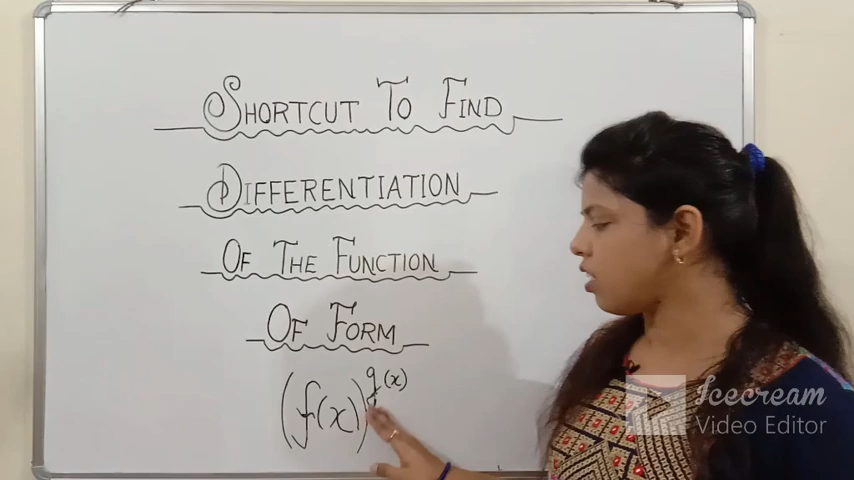 SHORTCUT TO FIND
DIFFERENTIATION
OF THE FUNCTION
OF FORM
(f(x))^g(x)
Icecream
Video Editor